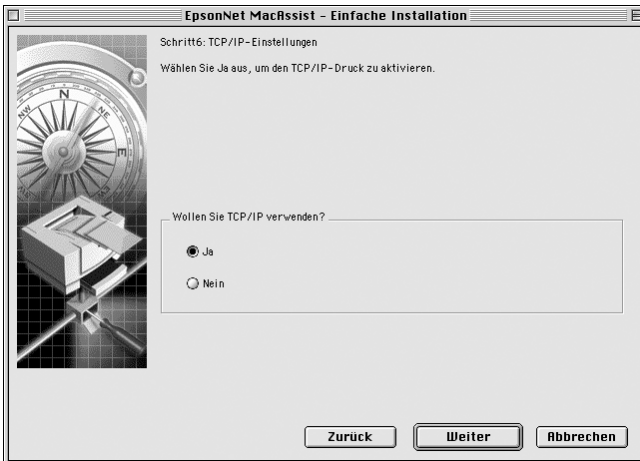 EpsonNet MacAssist - Einfache Installation
Schritt6: TCP/IP-Einstellungen
Wählen Sie Ja aus, um den TCP/IP-Druck zu aktivieren.
N
NE
E
NW
Wollen Sie TCP/IP verwenden?
Ja
Nein
Zurück
Weiter
Abbrechen